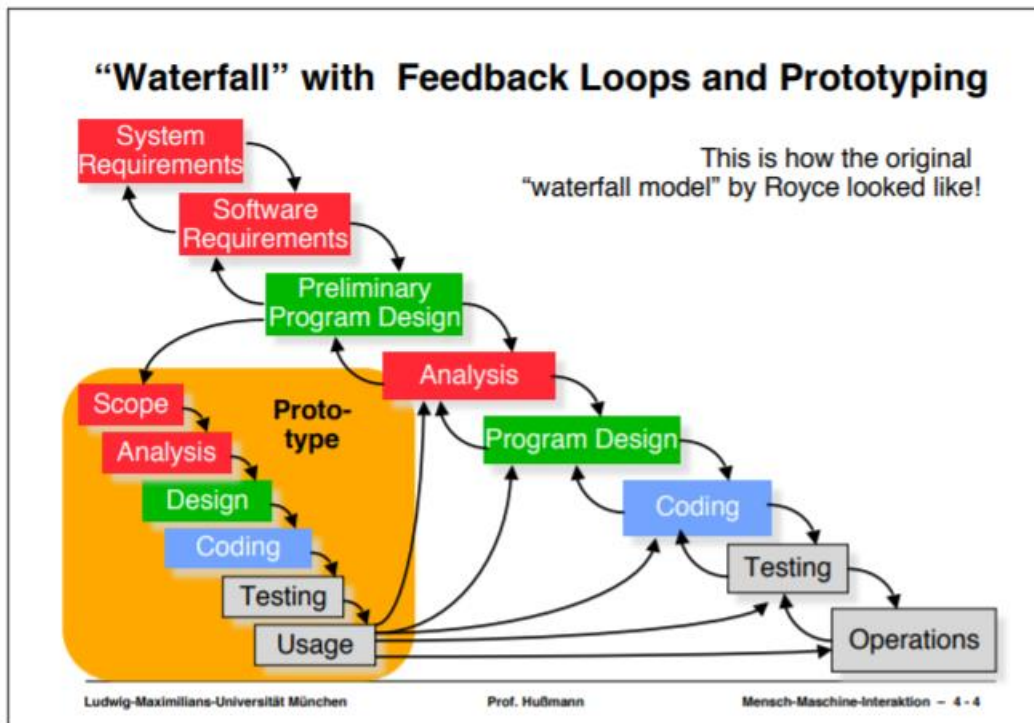 “Waterfall” with Feedback Loops and Prototyping
System
Requirements
This is how the original
“waterfall model” by Royce looked like!
Software
Requirements
Preliminary
Program Design
Analysis
Scope
Proto-
type
Program Design
Analysis
Design
Coding
Coding
Testing
Testing
Usage
Operations
Ludwig-Maximilians-Universität München
Prof. Hußmann
Mensch-Maschine-Interaktion – 4 - 4